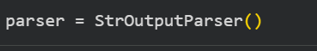 parser = StrOutputParser()